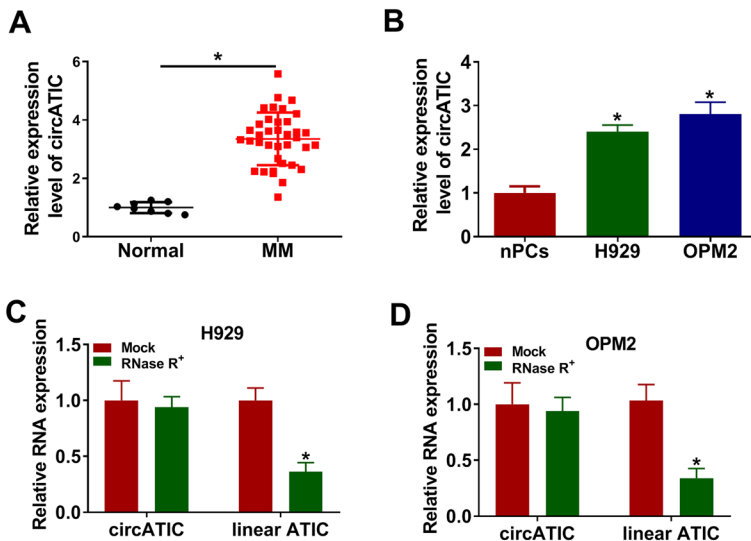 A
Relative expression
level of circATIC
6
4
2
0
*
Normal
MM
B
Relative expression
level of circATIC
4
3
2
1
0
*
*
nPCs
H929
OPM2
C
H929
Relative RNA expression
1.5
1.0
0.5
0.0
Mock
RNase R+
*
circATIC
linear ATIC
D
OPM2
Relative RNA expression
1.5
1.0
0.5
0.0
Mock
RNase R+
*
circATIC
linear ATIC